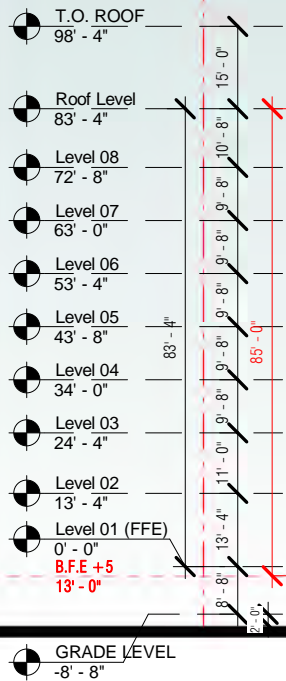 T.O. ROOF
98' - 4"
15' - 0"
Roof Level
83' - 4"
10' - 8"
Level 08
72' - 8"
9' - 8"
Level 07
63' - 0"
9' - 8"
Level 06
53' - 4"
9' - 8"
Level 05
43' - 8"
83' - 4"
85' - 0"
9' - 8"
Level 04
34' - 0"
9' - 8"
Level 03
24' - 4"
11' - 0"
Level 02
13' - 4"
13' - 4"
Level 01 (FFE)
0' - 0"
B.F.E +5
13' - 0"
8' - 8"
2' - 0"
GRADE LEVEL
-8' - 8"